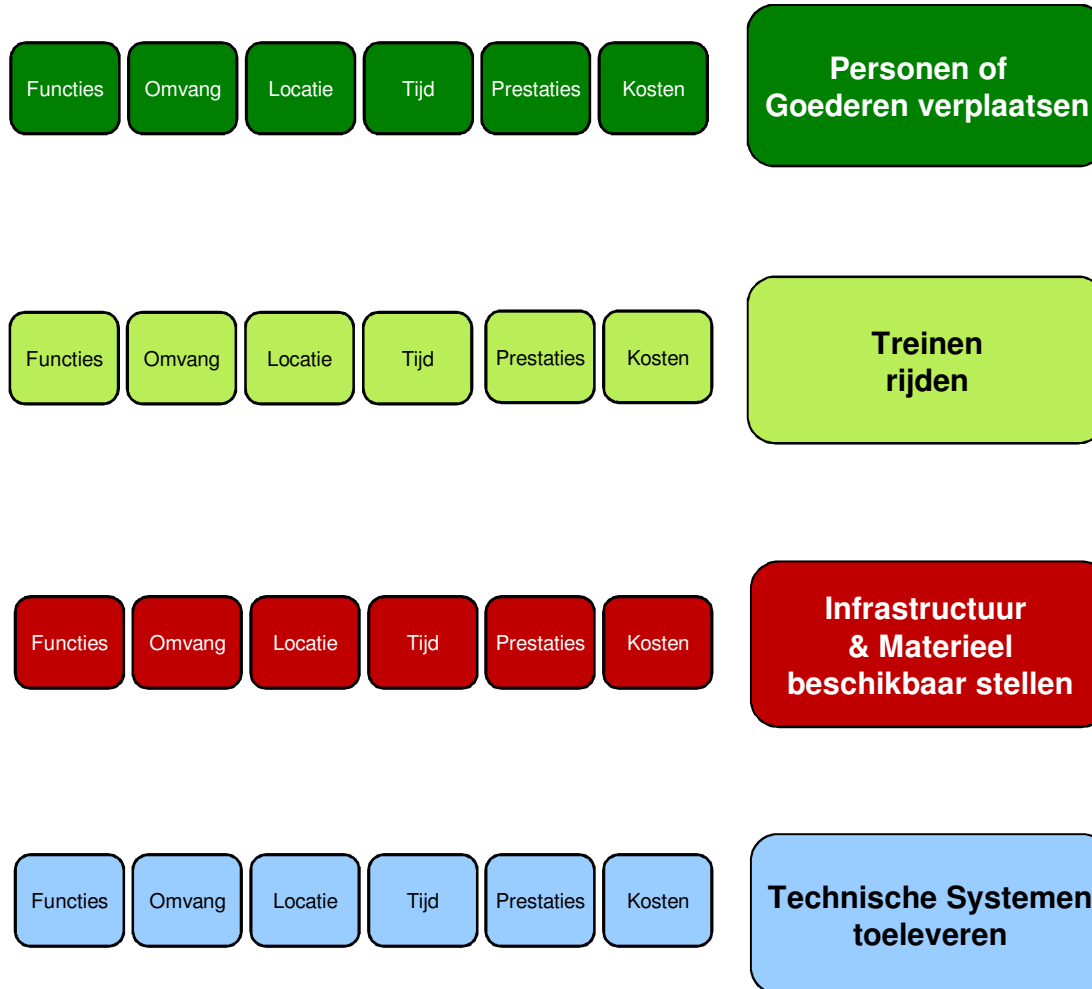 Functies Omvang Locatie Tijd Prestaties Kosten
Personen of
Goederen verplaatsen
Functies Omvang Locatie Tijd Prestaties Kosten
Treinen
rijden
Functies Omvang Locatie Tijd Prestaties Kosten
Infrastructuur
& Materieel
beschikbaar stellen
Functies Omvang Locatie Tijd Prestaties Kosten
Technische Systemen
toeleveren